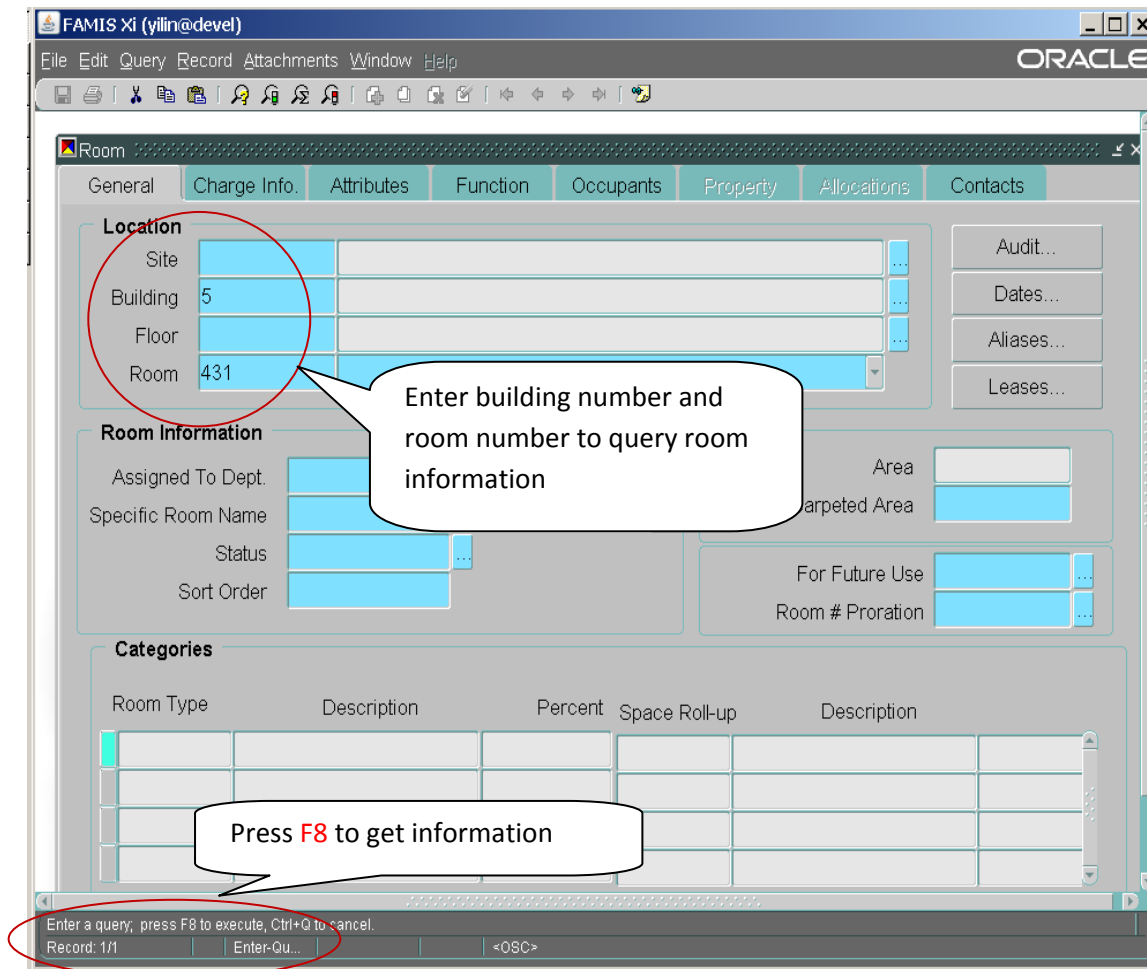 FAMIS Xi (yilin@devel)
File Edit Query Record Attachments Window Help
ORACLE
Room
General Charge Info. Attributes Function Occupants Property Allocations Contacts
Location
Site ...
Building 5 ...
Floor ...
Room 431
Audit...
Dates...
Aliases...
Leases...
Enter building number and
room number to query room
information
Room Information
Assigned To Dept.
Specific Room Name
Status ...
Sort Order
Area
arpeted Area
For Future Use ...
Room # Proration ...
Categories
Room Type Description Percent Space Roll-up Description
Press F8 to get information
Enter a query; press F8 to execute, Ctrl+Q to cancel.
Record: 1/1 Enter-Qu... <OSC>